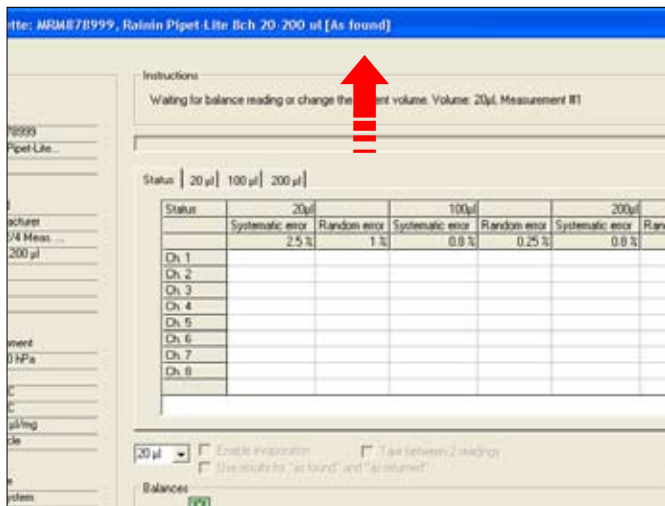 tte: MRM878999, Rainin Pipet-Lite 8ch 20-200 ul [As found]
Instructions
Waiting for balance reading or change the nt volume. Volume: 20µl, Measurement #1
78999
Pipet-Lite...
Status 20 µl 100 µl 200 µl
d
acturer
/4 Meas. ...
200 µl
ment
0 hPa
C
C
µl/mg
cle
e
ystem
Status 20µl 100µl 200µl
Systematic error Random error Systematic error Random error Systematic error Ran
2.5 % 1 % 0.8 % 0.25 % 0.8 %
Ch. 1
Ch. 2
Ch. 3
Ch. 4
Ch. 5
Ch. 6
Ch. 7
Ch. 8
20 µl Enable evaporation Tare between 2 readings
Use results for "as found" and "as returned"
Balances